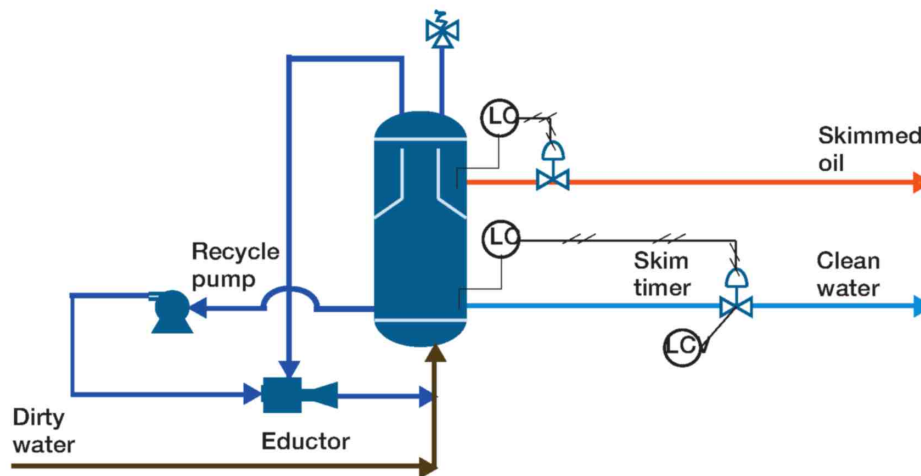 LC
Skimmed
oil
LC
Recycle
pump
Skim
timer
Clean
water
LC
Dirty
water
Eductor